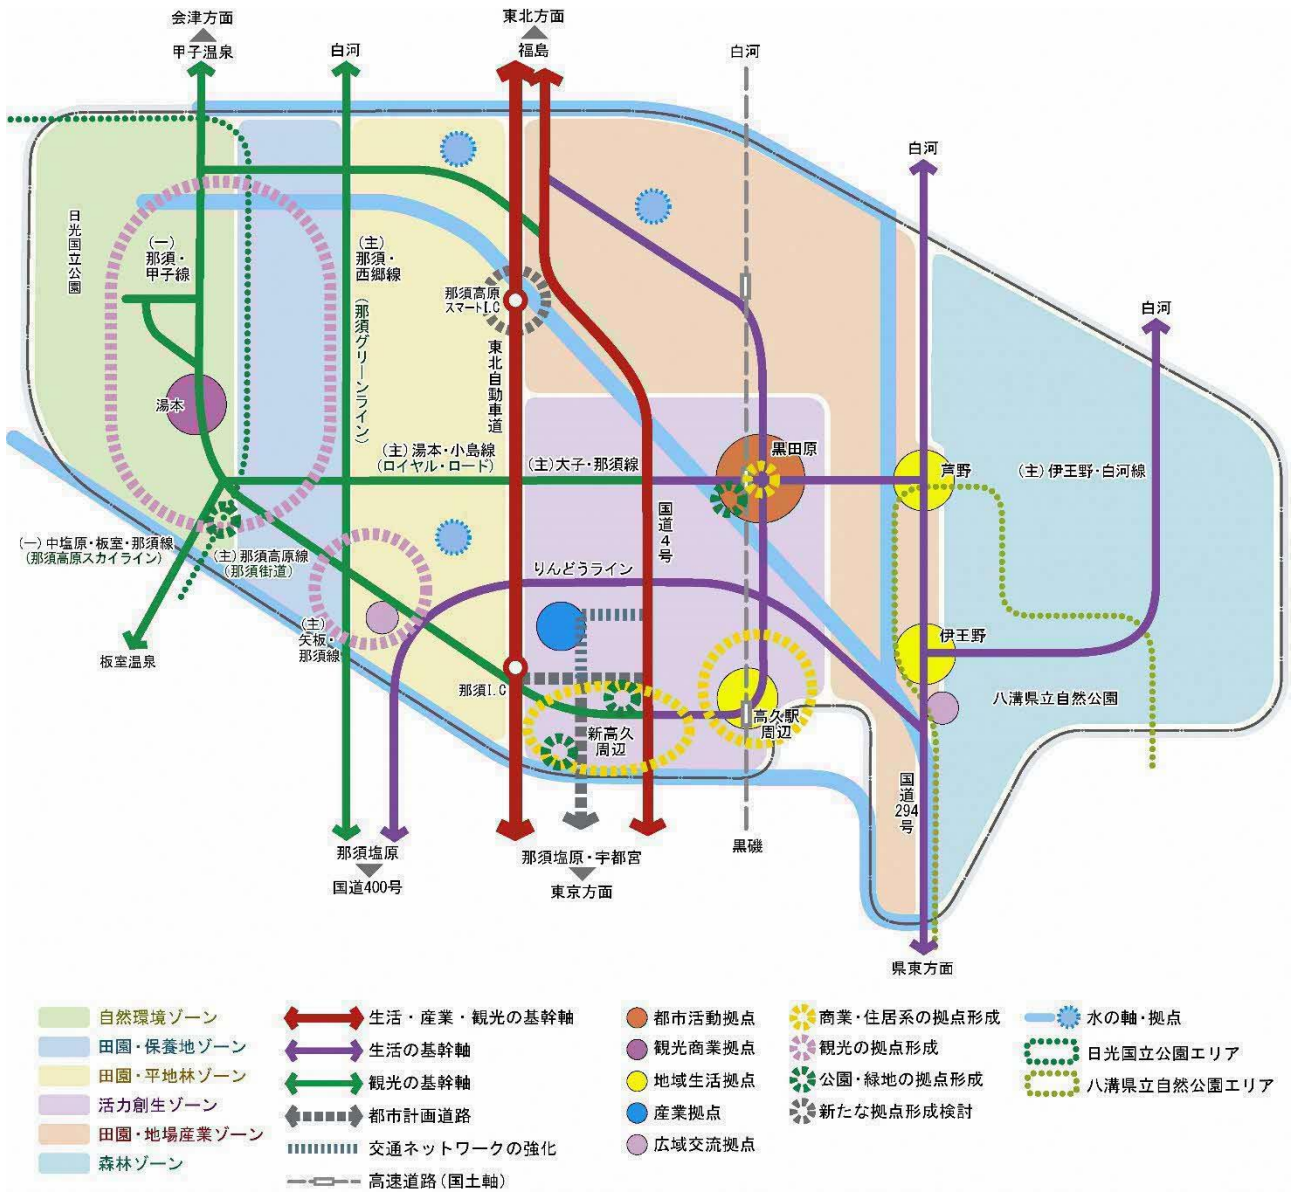 会津方面
甲子温泉
白河
東北方面
福島
白河
白河
白河
日光国立公園
(一)
那須・
甲子線
(主)
那須・
西郷線
(那須グリーンライン)
那須高原
スマートI.C
東北自動車道
湯本
(主)湯本・小島線
(ロイヤル・ロード)
(主)大子・那須線
黒田原
芦野
(主)伊王野・白河線
国道4号
(一)中塩原・板室・那須線
(那須高原スカイライン)
(主)那須高原線
(那須街道)
りんどうライン
(主)
矢板・
那須線
伊王野
板室温泉
那須I.C
新高久
周辺
高久駅
周辺
八溝県立自然公園
国道294号
那須塩原
国道400号
那須塩原・宇都宮
東京方面
黒磯
県東方面
自然環境ゾーン
田園・保養地ゾーン
田園・平地林ゾーン
活力創生ゾーン
田園・地場産業ゾーン
森林ゾーン
生活・産業・観光の基幹軸
生活の基幹軸
観光の基幹軸
都市計画道路
交通ネットワークの強化
高速道路(国土軸)
都市活動拠点
観光商業拠点
地域生活拠点
産業拠点
広域交流拠点
商業・住居系の拠点形成
観光の拠点形成
公園・緑地の拠点形成
新たな拠点形成検討
水の軸・拠点
日光国立公園エリア
八溝県立自然公園エリア